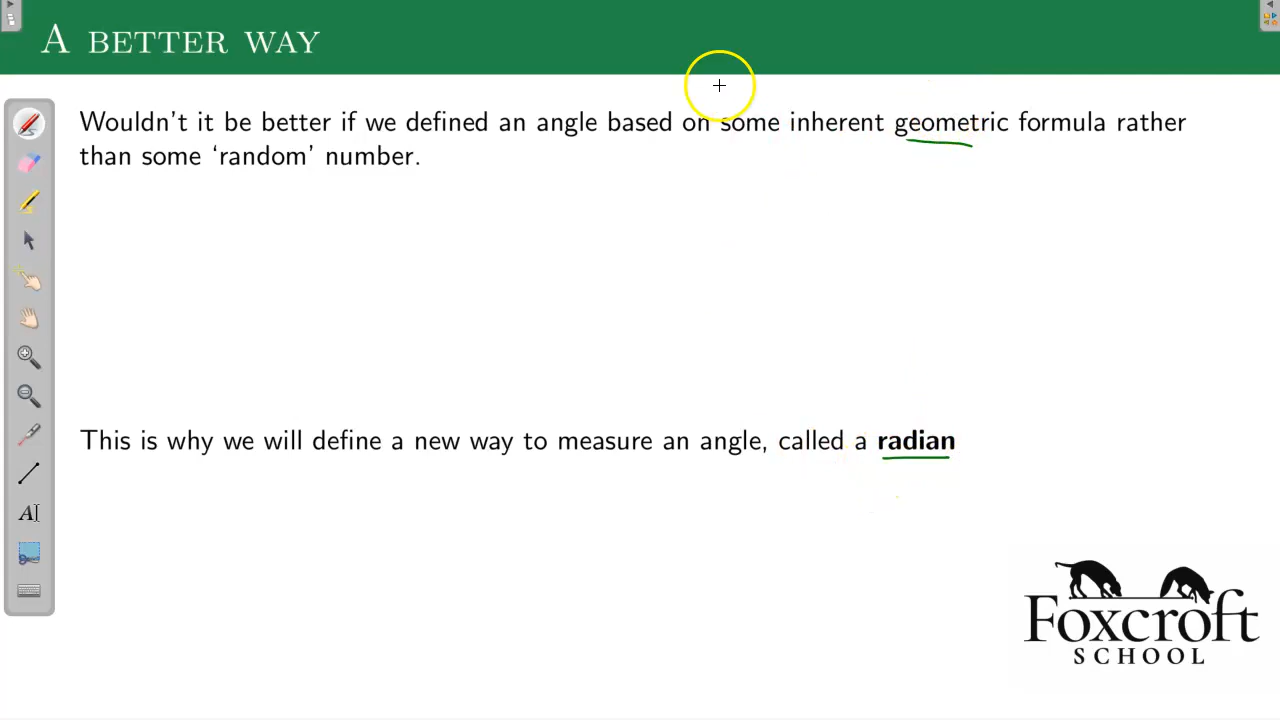 A BETTER WAY
Wouldn't it be better if we defined an angle based on some inherent geometric formula rather
than some ‘random’ number.
This is why we will define a new way to measure an angle, called a radian
A
Foxcroft
SCHOOL